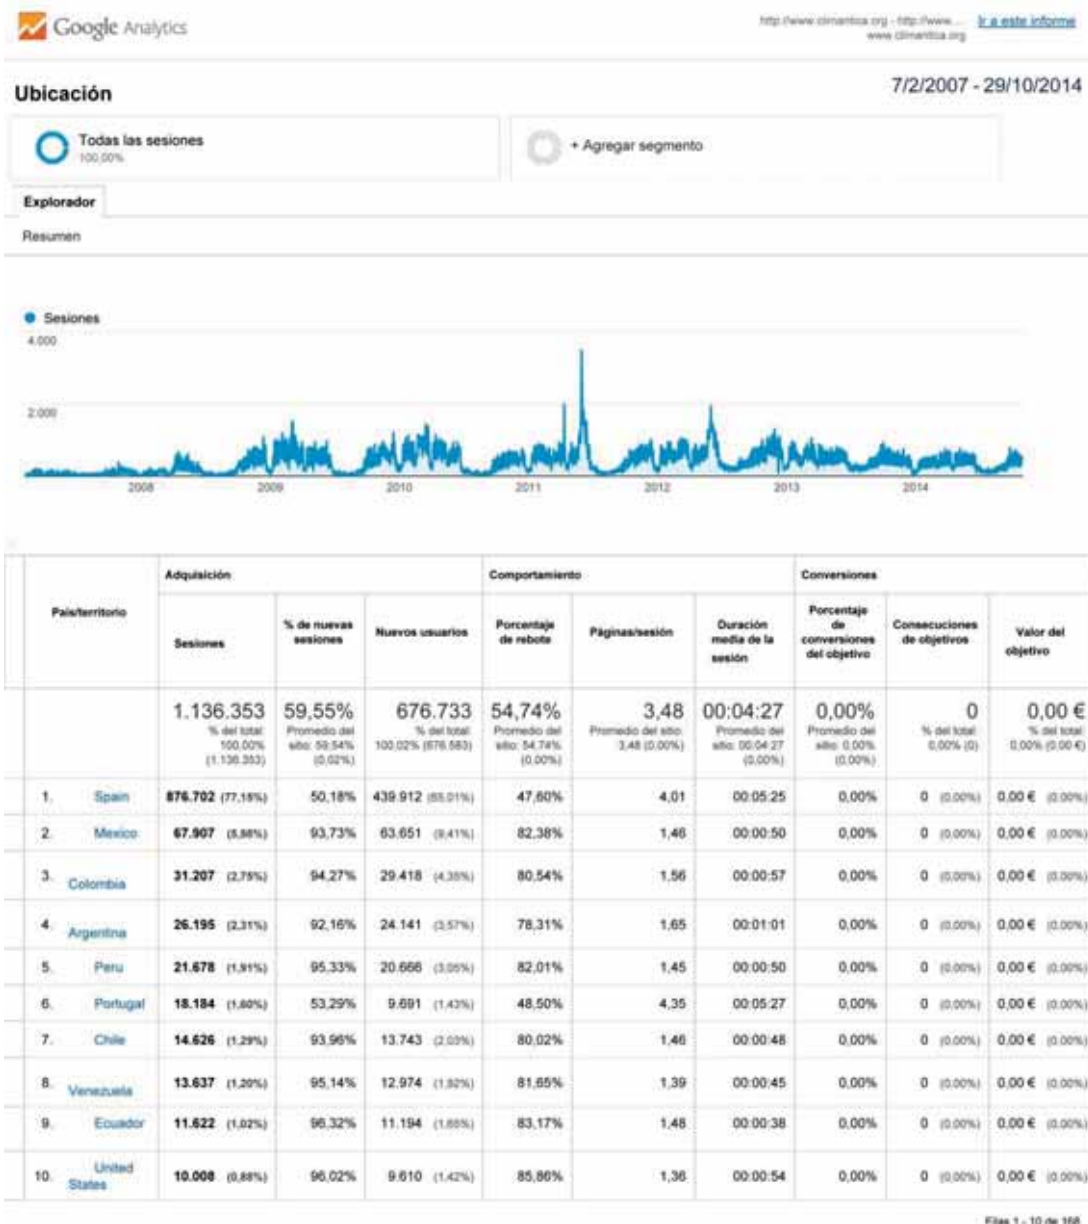 Google Analytics
http://www.climantica.org - http://www....
www.climantica.org
Ir a este informe
Ubicación
7/2/2007 - 29/10/2014
Todas las sesiones
100,00%
+ Agregar segmento
Explorador
Resumen
Sesiones
4.000
2.000
2008 2009 2010 2011 2012 2013 2014
Adquisición Comportamiento Conversiones
País/territorio
Sesiones
% de nuevas sesiones
Nuevos usuarios
Porcentaje de rebote
Páginas/sesión
Duración media de la sesión
Porcentaje de conversiones del objetivo
Consecuciones de objetivos
Valor del objetivo
1.136.353 59,55% 676.733 54,74% 3,48 00:04:27 0,00% 0 0,00 €
% del total: 100,00% (1.136.353)
Promedio del sitio: 59,54% (0,02%)
% del total: 100,02% (676.583)
Promedio del sitio: 54,74% (0,00%)
Promedio del sitio: 3,48 (0,00%)
Promedio del sitio: 00:04:27 (0,00%)
Promedio del sitio: 0,00% (0,00%)
% del total: 0,00% (0)
% del total: 0,00% (0,00 €)
1. Spain 876.702 (77,15%) 50,18% 439.912 (65,01%) 47,60% 4,01 00:05:25 0,00% 0 (0,00%) 0,00 € (0,00%)
2. Mexico 67.907 (5,98%) 93,73% 63.651 (9,41%) 82,38% 1,46 00:00:50 0,00% 0 (0,00%) 0,00 € (0,00%)
3. Colombia 31.207 (2,75%) 94,27% 29.418 (4,35%) 80,54% 1,56 00:00:57 0,00% 0 (0,00%) 0,00 € (0,00%)
4. Argentina 26.195 (2,31%) 92,16% 24.141 (3,57%) 78,31% 1,65 00:01:01 0,00% 0 (0,00%) 0,00 € (0,00%)
5. Peru 21.678 (1,91%) 95,33% 20.666 (3,05%) 82,01% 1,45 00:00:50 0,00% 0 (0,00%) 0,00 € (0,00%)
6. Portugal 18.184 (1,60%) 53,29% 9.691 (1,43%) 48,50% 4,35 00:05:27 0,00% 0 (0,00%) 0,00 € (0,00%)
7. Chile 14.626 (1,29%) 93,96% 13.743 (2,03%) 80,02% 1,46 00:00:48 0,00% 0 (0,00%) 0,00 € (0,00%)
8. Venezuela 13.637 (1,20%) 95,14% 12.974 (1,92%) 81,65% 1,39 00:00:45 0,00% 0 (0,00%) 0,00 € (0,00%)
9. Ecuador 11.622 (1,02%) 96,32% 11.194 (1,65%) 83,17% 1,48 00:00:38 0,00% 0 (0,00%) 0,00 € (0,00%)
10. United States 10.008 (0,88%) 96,02% 9.610 (1,42%) 85,86% 1,36 00:00:54 0,00% 0 (0,00%) 0,00 € (0,00%)
Filas 1 - 10 de 166